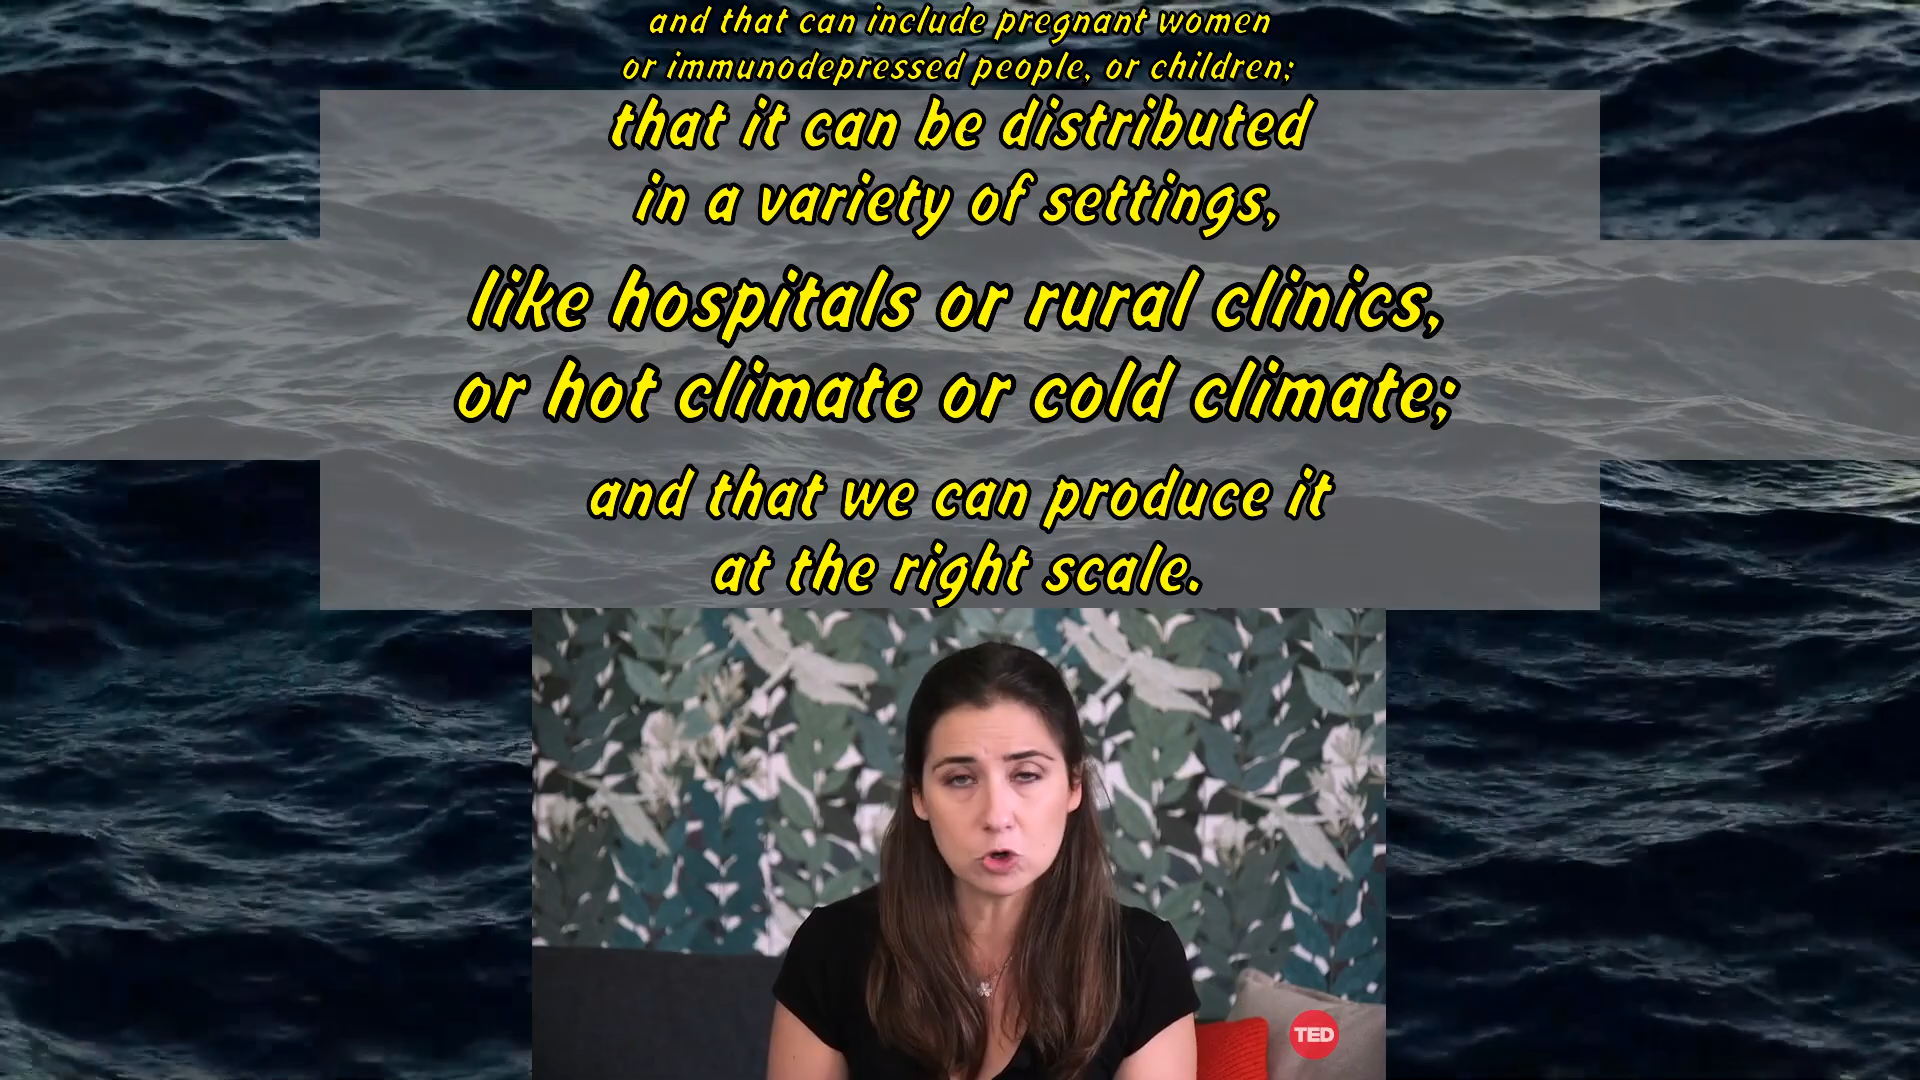 and that can include pregnant women
or immunodepressed people, or children;
that it can be distributed
in a variety of settings,
like hospitals or rural clinics,
or hot climate or cold climate;
and that we can produce it
at the right scale.
TED